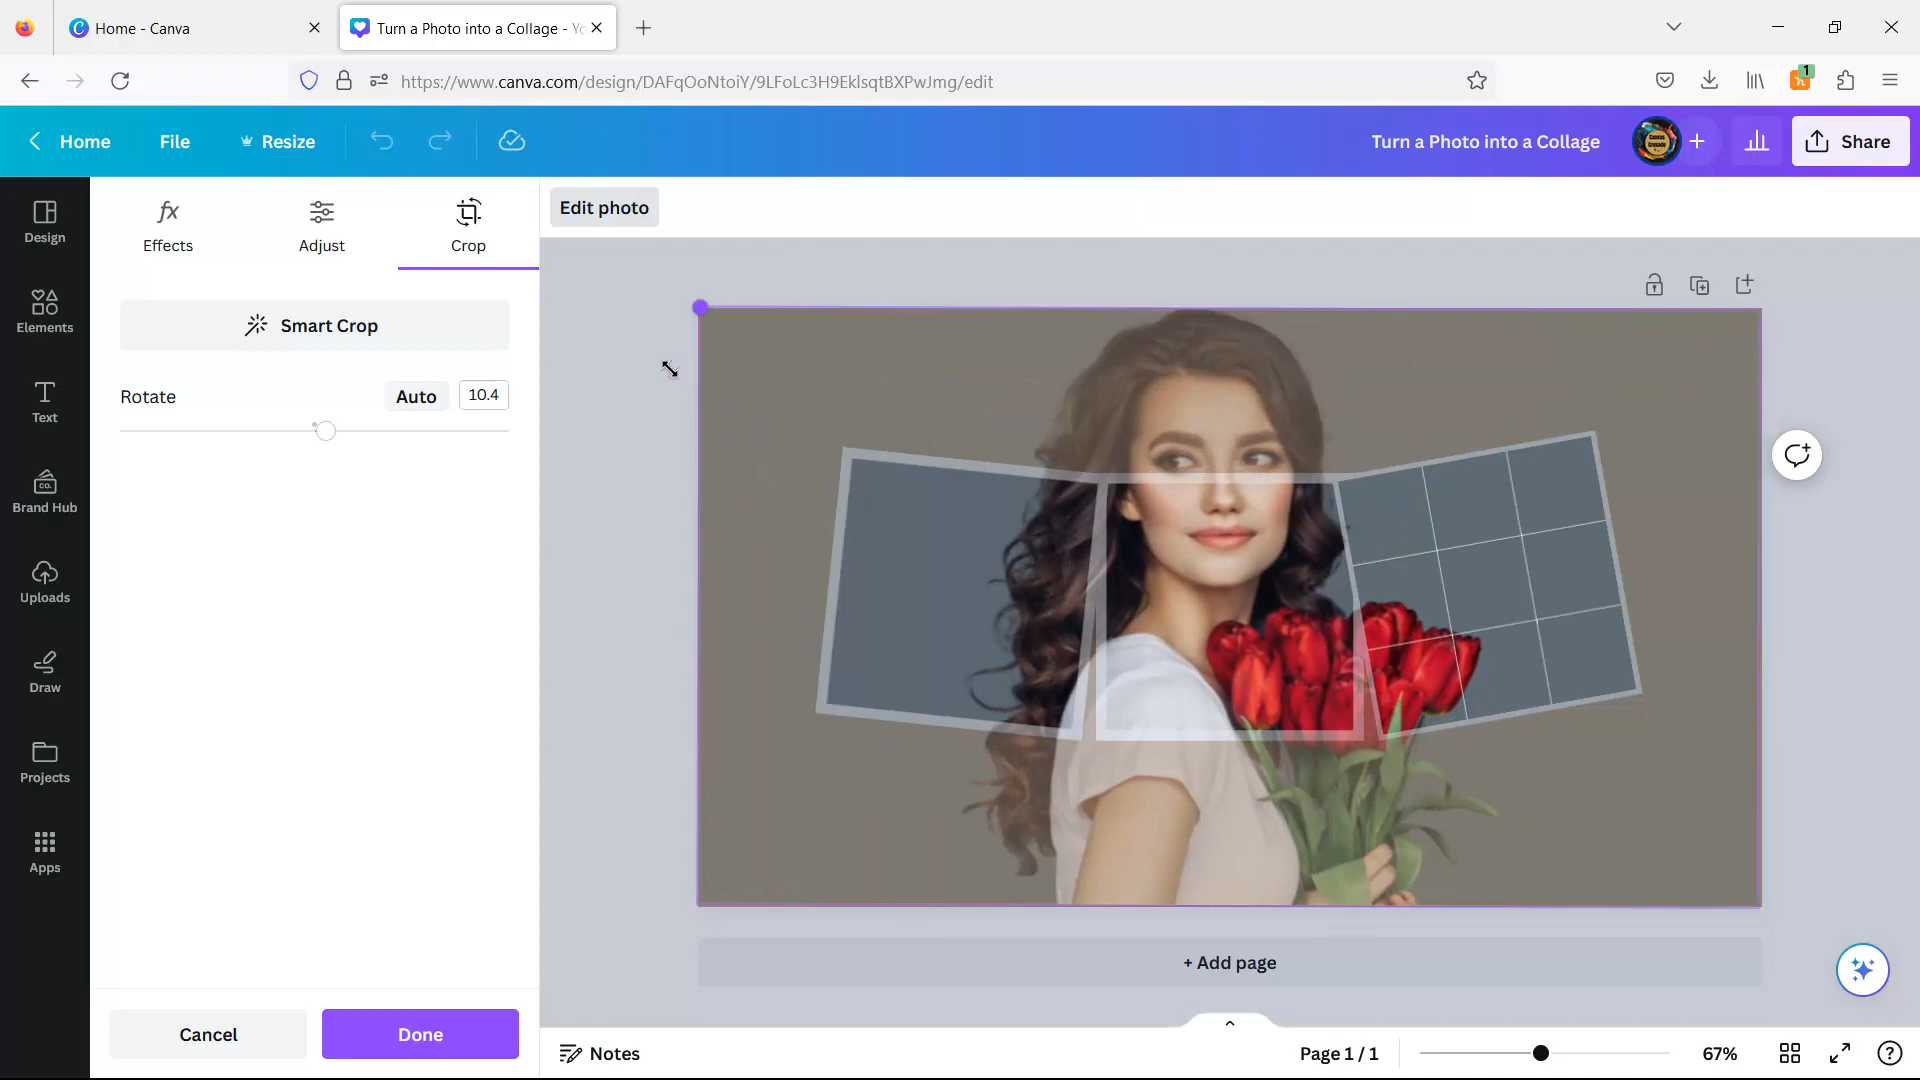 Home - Canva
Turn a Photo into a Collage - Yo
https://www.canva.com/design/DAFqOoNtoiY/9LFoLc3H9EklsqtBXPwJmg/edit
1
Home
File
Resize
Turn a Photo into a Collage
Share
Design
Elements
Text
Brand Hub
Uploads
Draw
Projects
Apps
fx
Effects
Adjust
Crop
Edit photo
Smart Crop
Rotate
Auto
10.4
+ Add page
Cancel
Done
Notes
Page 1 / 1
67%